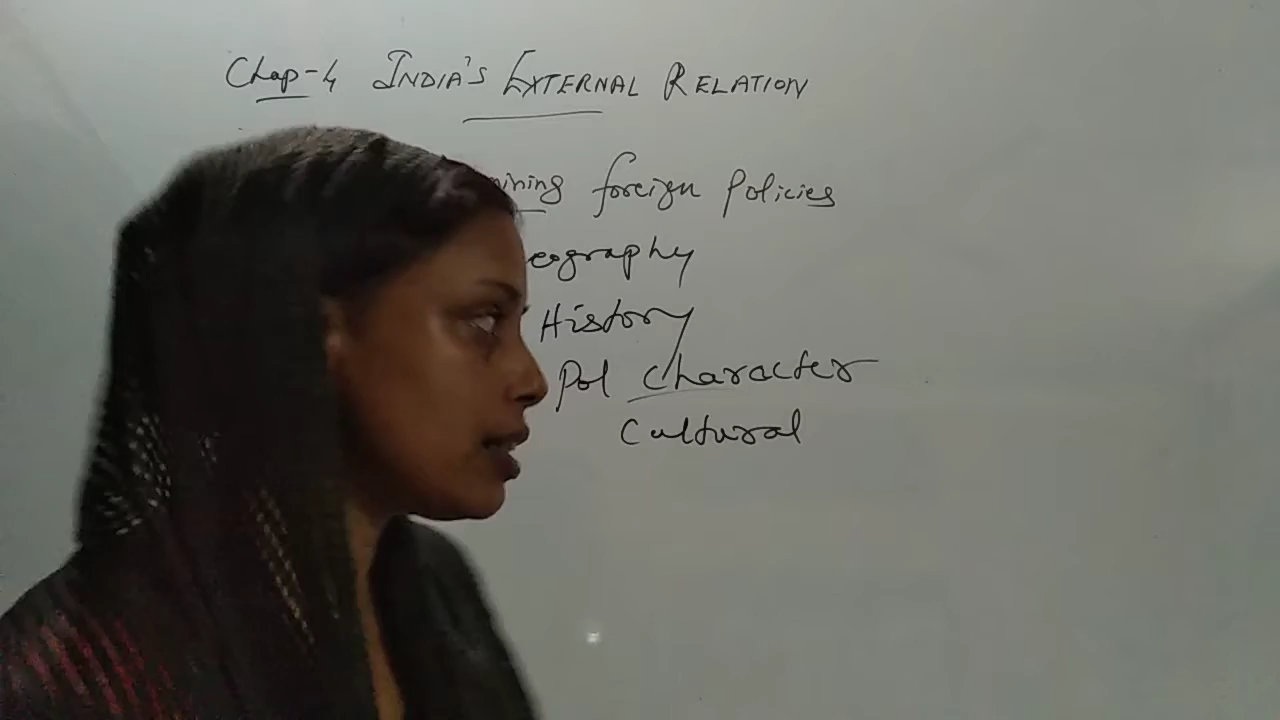 Chap-4 INDIA'S EXTERNAL RELATION
foreign Policies
History
Pol Character
Cultural